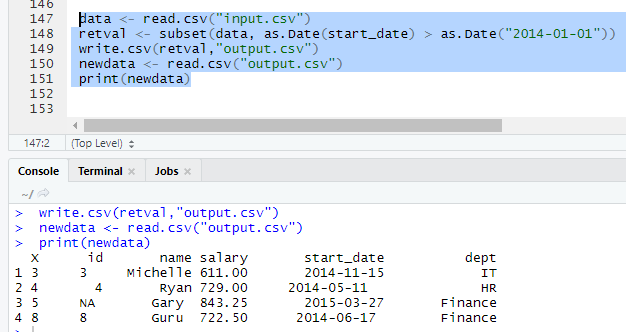 146
147 data <- read.csv("input.csv")
148 retval <- subset(data, as.Date(start_date) > as.Date("2014-01-01"))
149 write.csv(retval,"output.csv")
150 newdata <- read.csv("output.csv")
151 print(newdata)
152
153
147:2 (Top Level)
Console Terminal × Jobs ×
~/
> write.csv(retval,"output.csv")
> newdata <- read.csv("output.csv")
> print(newdata)
X id name salary start_date dept
1 3 3 Michelle 611.00 2014-11-15 IT
2 4 4 Ryan 729.00 2014-05-11 HR
3 5 NA Gary 843.25 2015-03-27 Finance
4 8 8 Guru 722.50 2014-06-17 Finance
>